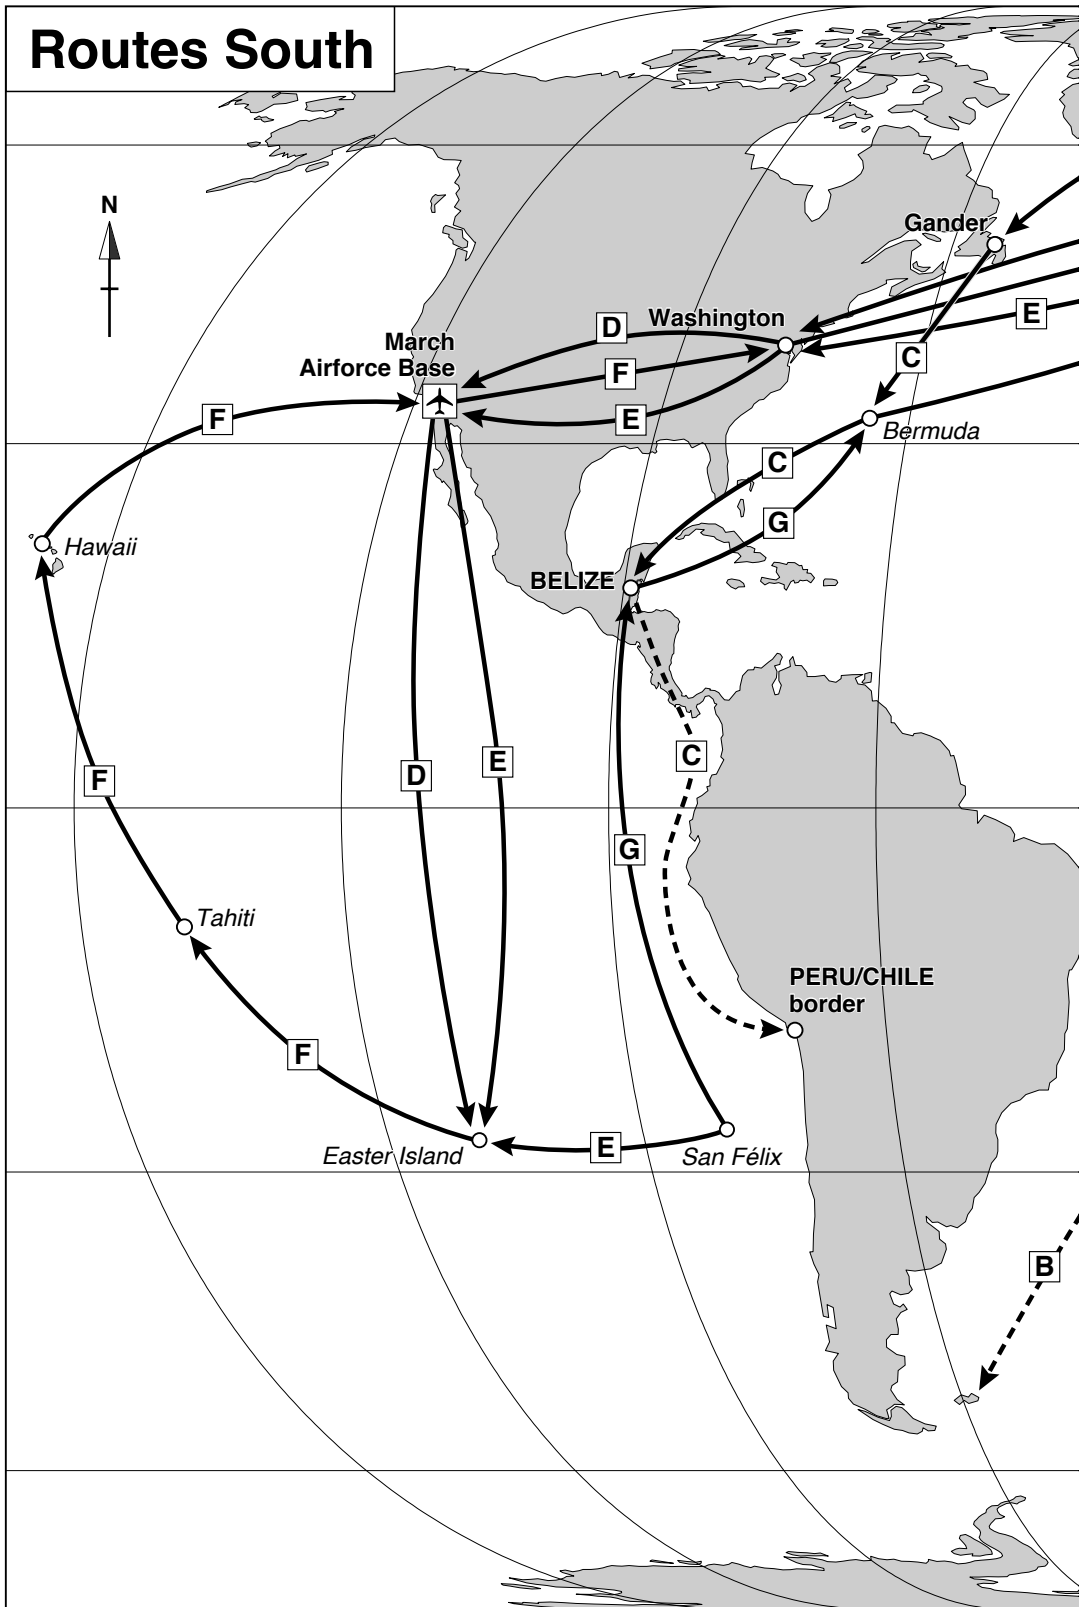 Routes South
N
Gander
Washington
D
E
March
Airforce Base
C
F
F
E
Bermuda
C
G
Hawaii
BELIZE
C
E
D
F
G
Tahiti
PERU/CHILE
border
F
E
Easter Island
San Félix
B